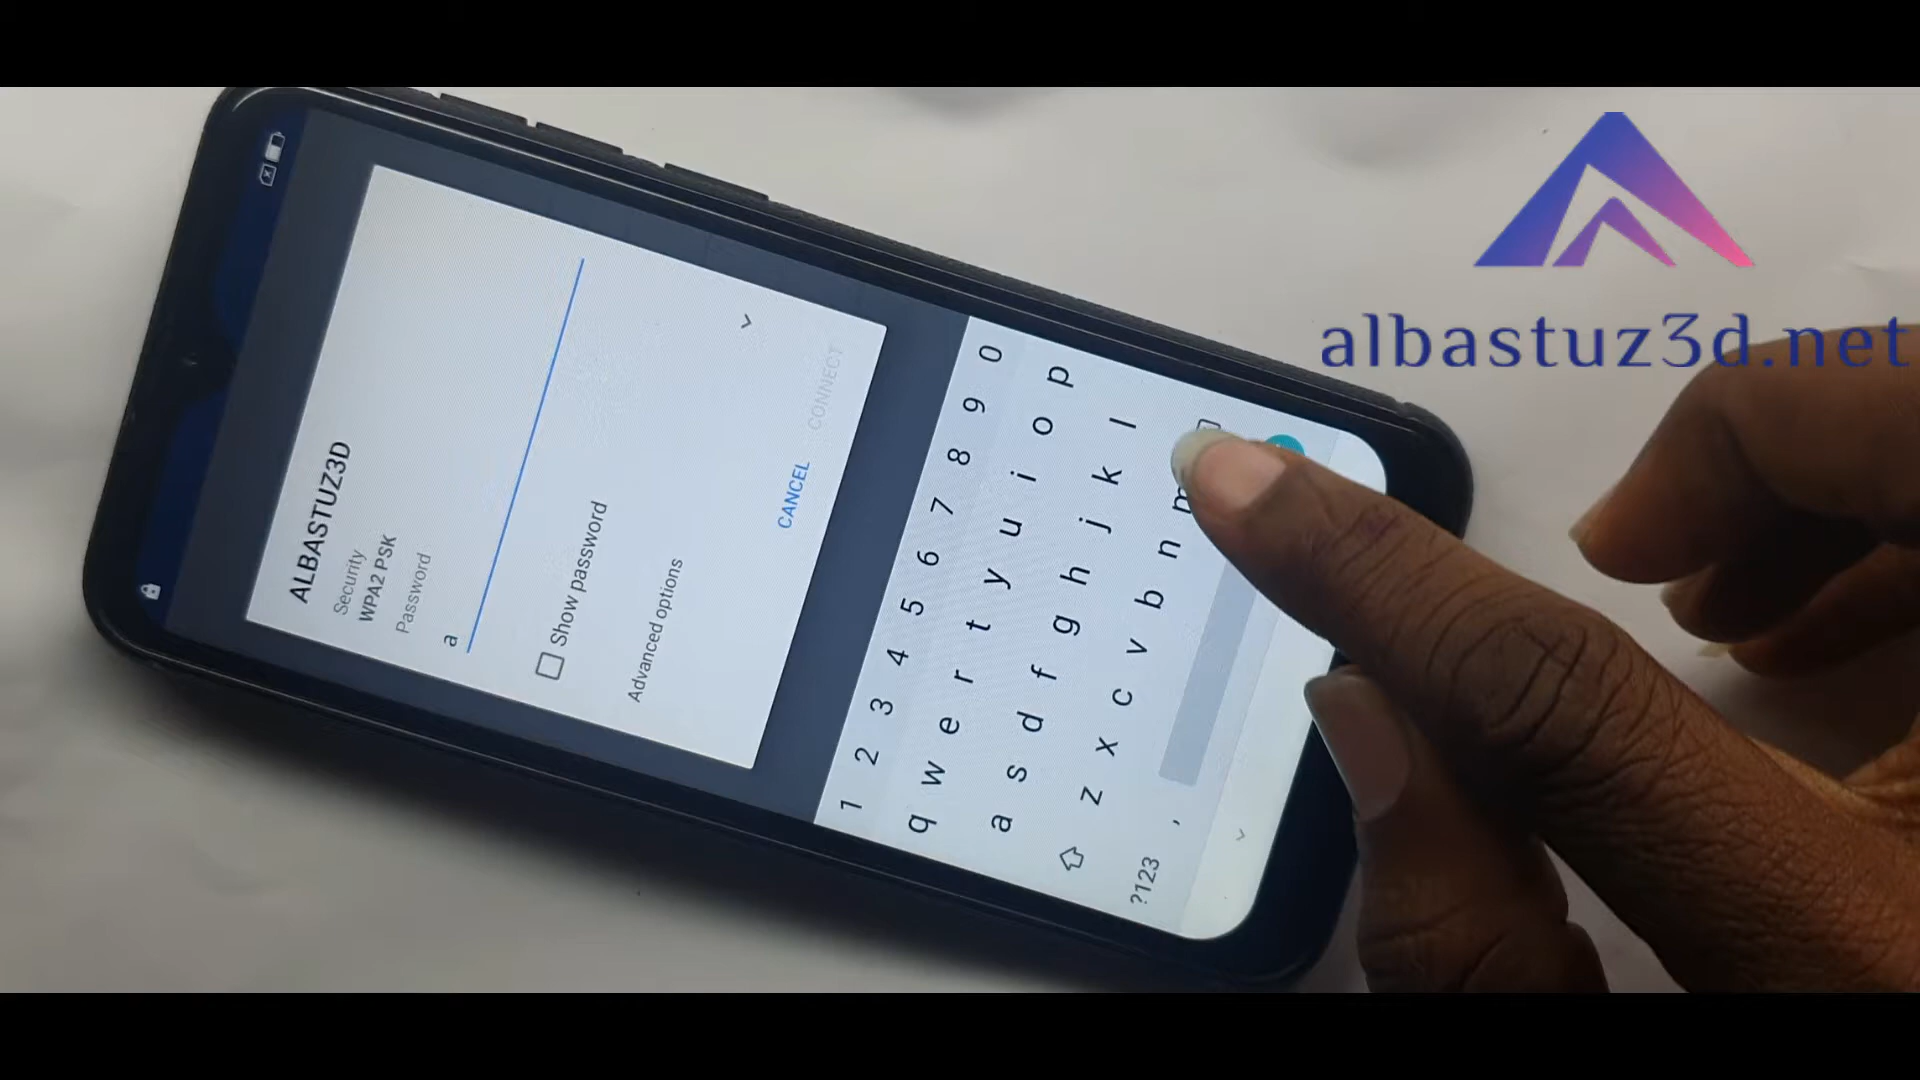 ALBASTUZ3D
Security
WPA2 PSK
Password
a
Show password
Advanced options
CANCEL
CONNECT
1 2 3 4 5 6 7 8 9 0
q w e r t y u i o p
a s d f g h j k l
z x c v b n m
?123 ,
albastuz3d.net